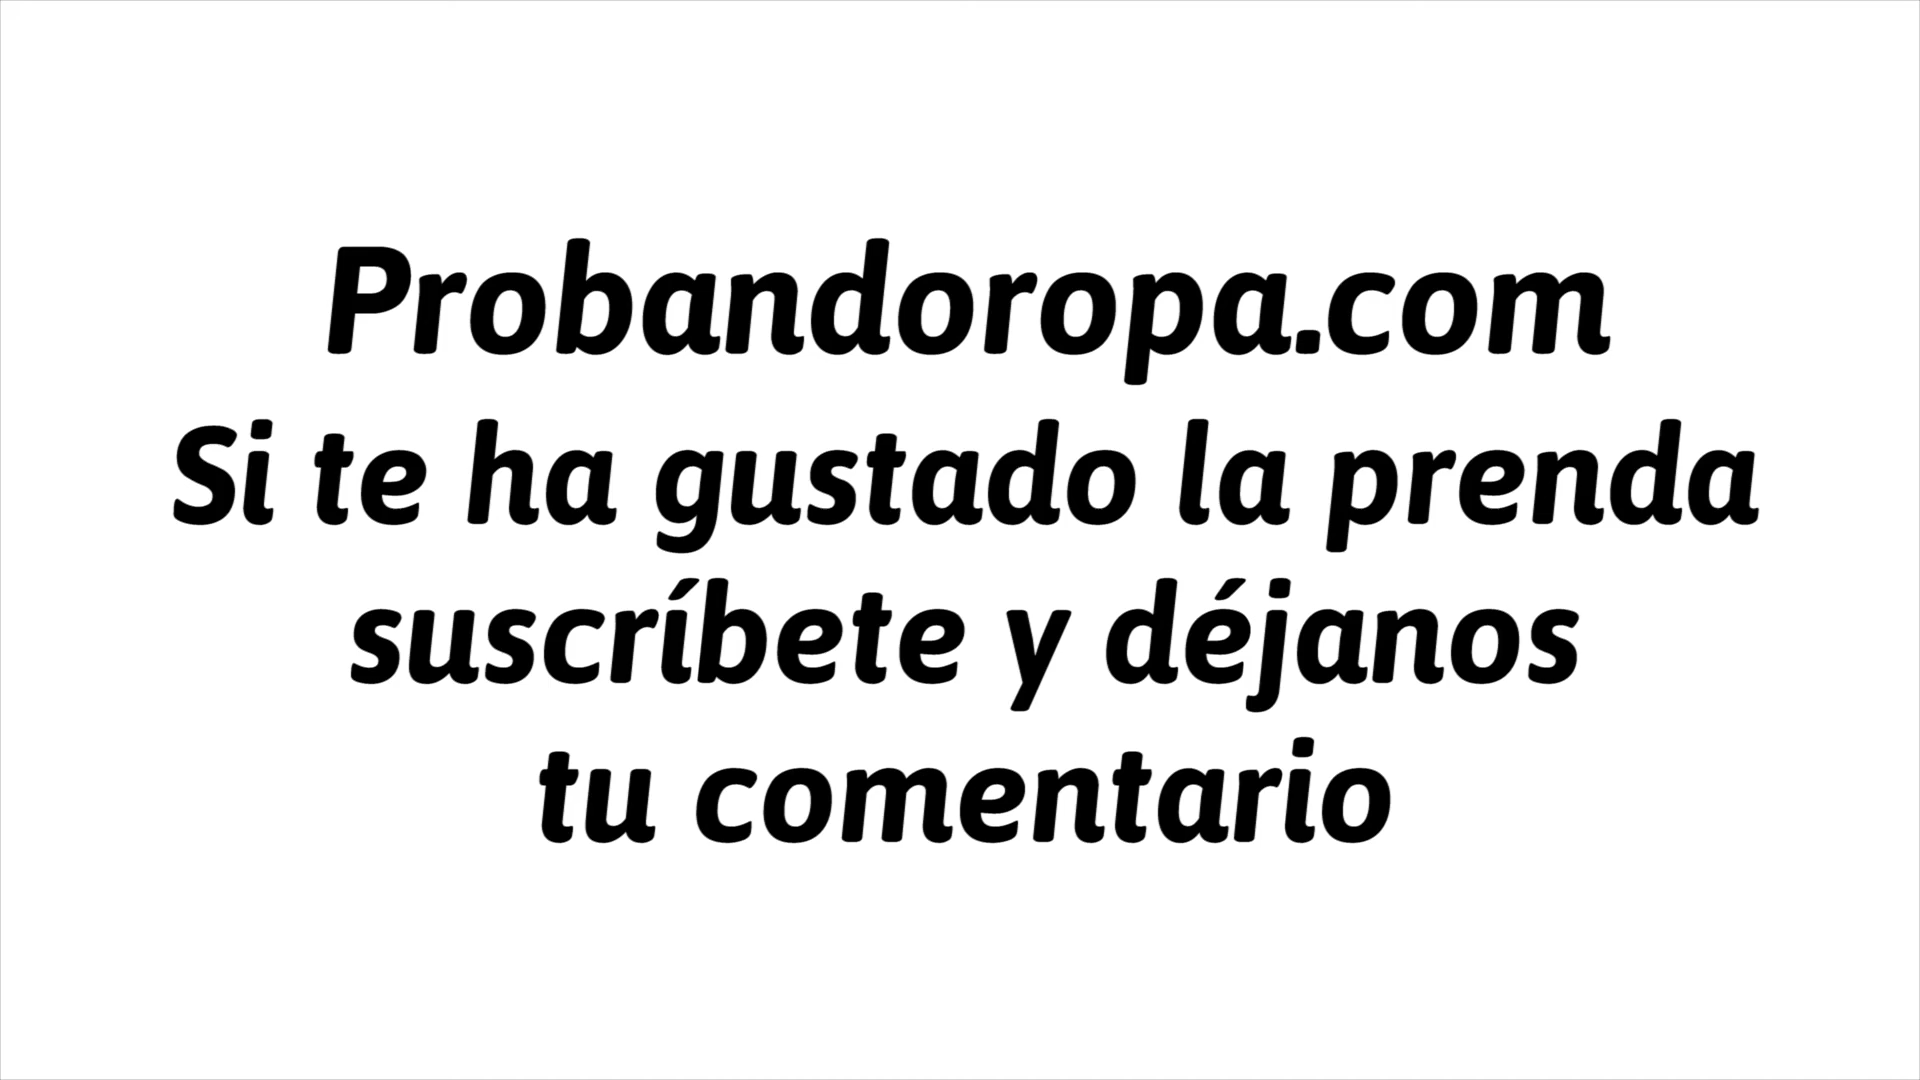 Probandoropa.com
Si te ha gustado la prenda
suscríbete y déjanos
tu comentario